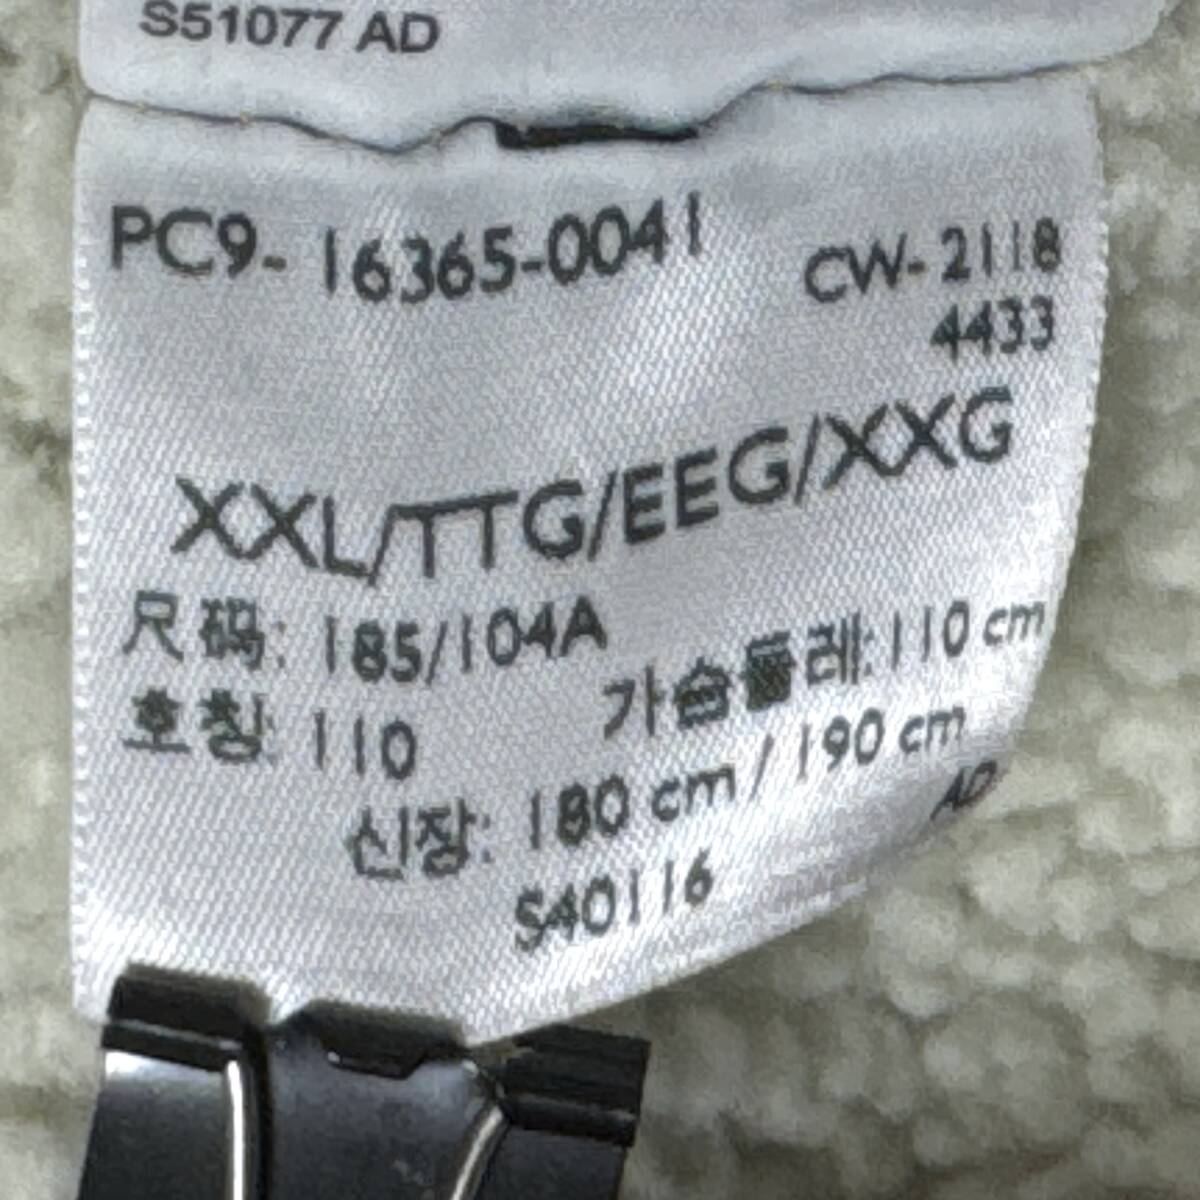 S51077 AD
PC9-16365-0041
CW-2118
4433
XXL/TTG/EEG/XXG
尺码: 185/104A
호칭: 110 가슴둘레: 110 cm
신장: 180 cm / 190 cm
S40116 AD